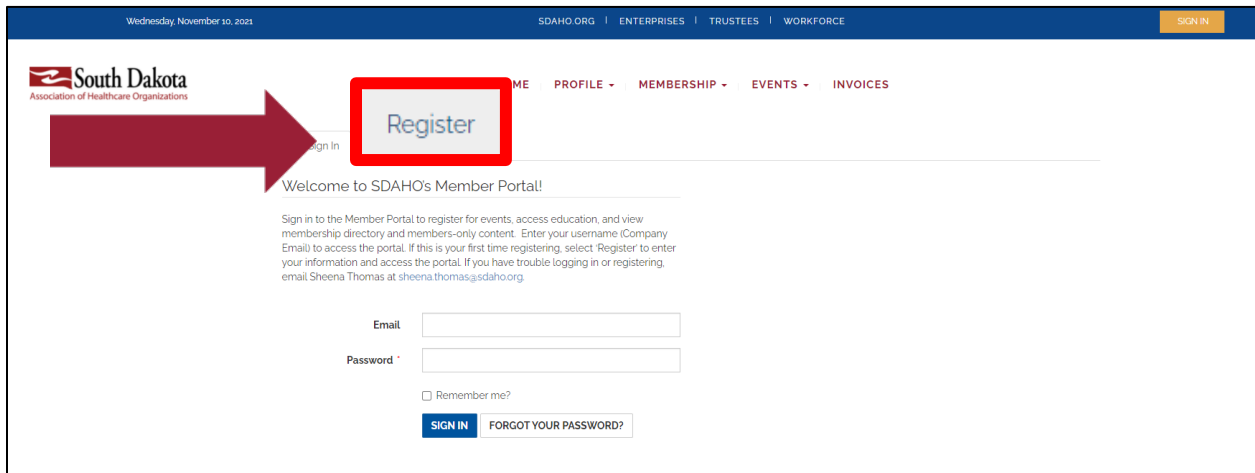 Wednesday, November 10, 2021
SDAHO.ORG | ENTERPRISES | TRUSTEES | WORKFORCE
SIGN IN
South Dakota
Association of Healthcare Organizations
ME PROFILE MEMBERSHIP EVENTS INVOICES
Register
Sign In
Welcome to SDAHO's Member Portal!
Sign in to the Member Portal to register for events, access education, and view
membership directory and members-only content. Enter your username (Company
Email) to access the portal. If this is your first time registering, select 'Register' to enter
your information and access the portal. If you have trouble logging in or registering,
email Sheena Thomas at sheena.thomas@sdaho.org.
Email
Password *
Remember me?
SIGN IN FORGOT YOUR PASSWORD?